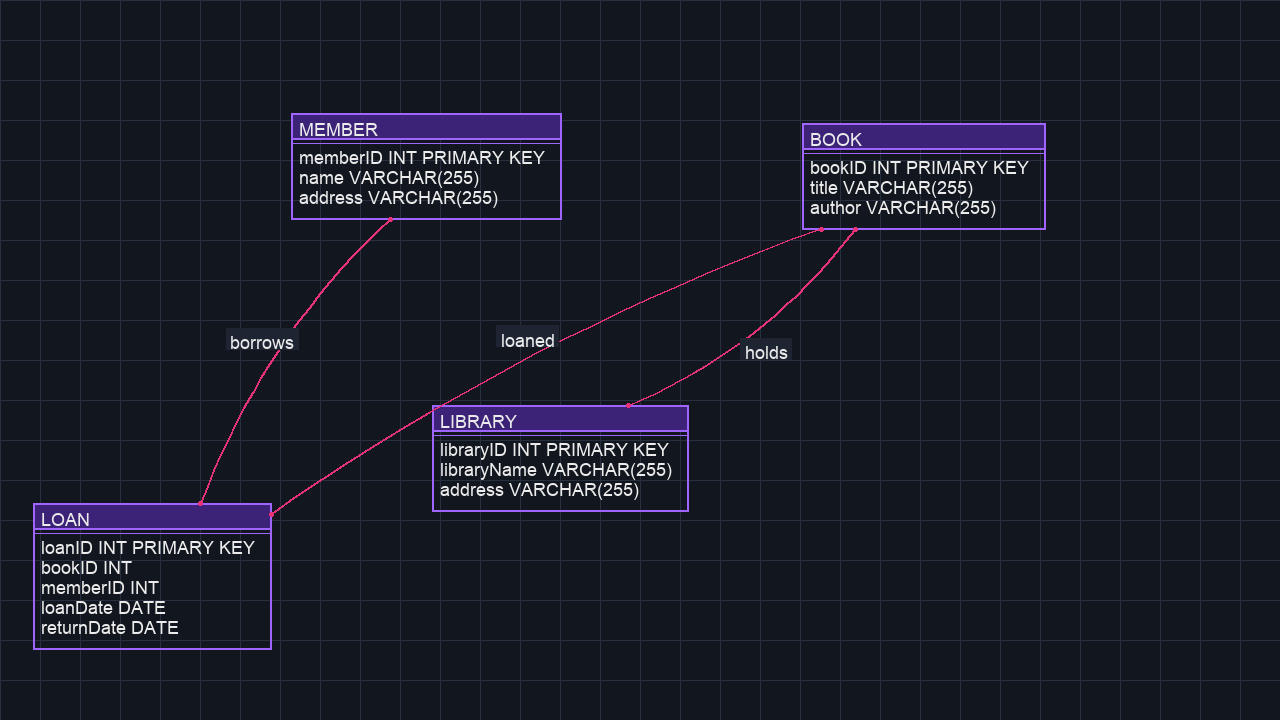 MEMBER
memberID INT PRIMARY KEY
name VARCHAR(255)
address VARCHAR(255)
BOOK
bookID INT PRIMARY KEY
title VARCHAR(255)
author VARCHAR(255)
borrows
loaned
holds
LIBRARY
libraryID INT PRIMARY KEY
libraryName VARCHAR(255)
address VARCHAR(255)
LOAN
loanID INT PRIMARY KEY
bookID INT
memberID INT
loanDate DATE
returnDate DATE